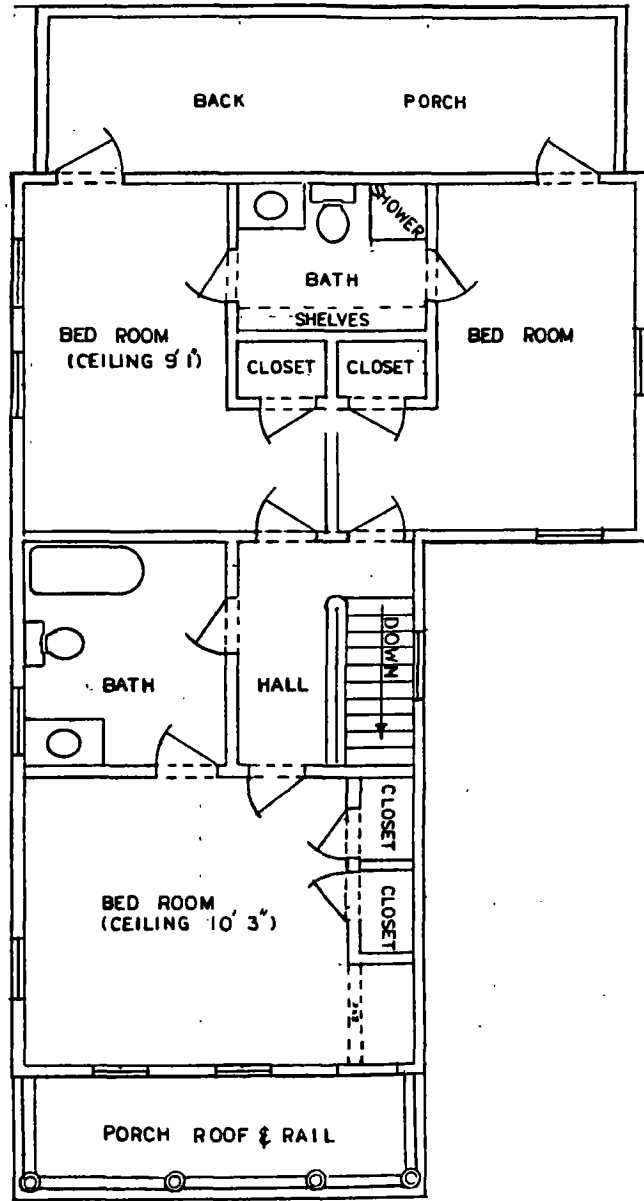 BACK PORCH
SHOWER
BATH
SHELVES
BED ROOM
(CEILING 9' 1")
BED ROOM
CLOSET
CLOSET
DOWN
BATH
HALL
CLOSET
CLOSET
BED ROOM
(CEILING 10' 3")
PORCH ROOF & RAIL